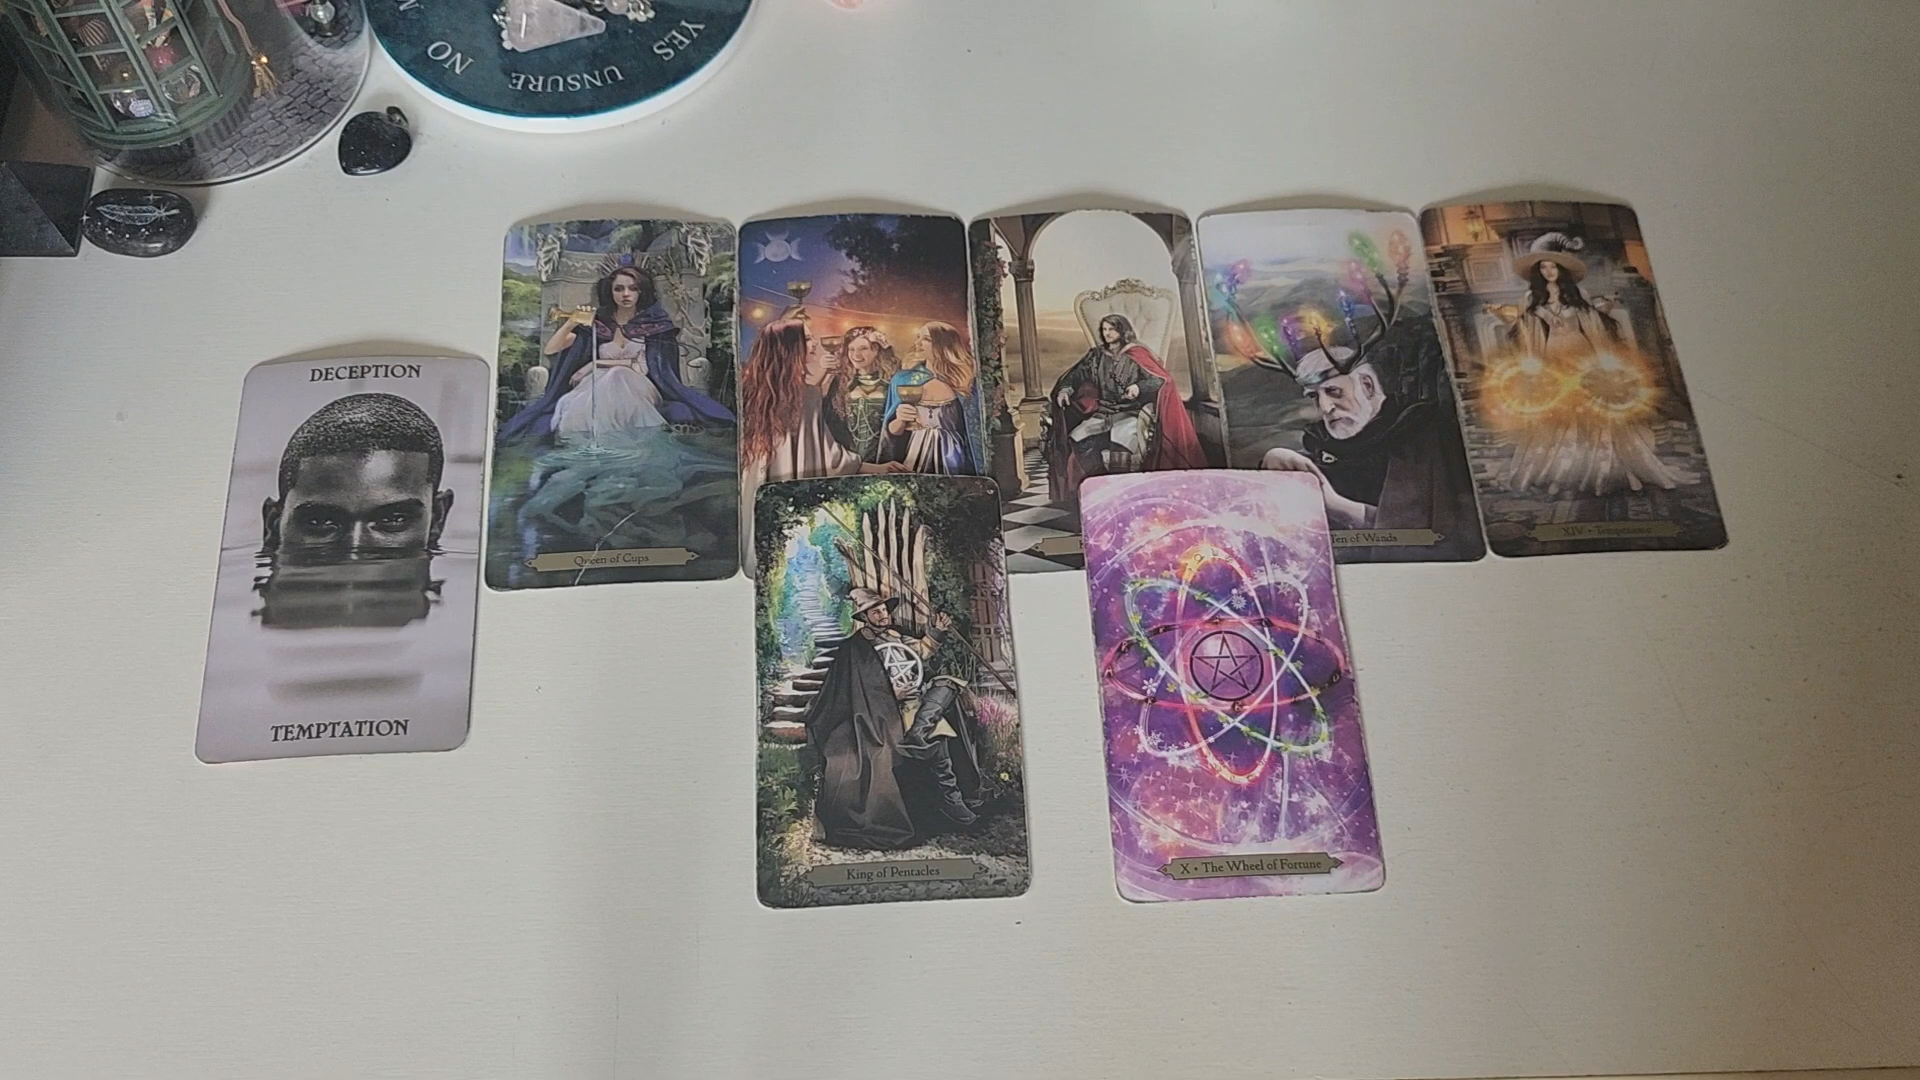 NO
UNSURE
YES
DECEPTION
TEMPTATION
Queen of Cups
Ten of Wands
XIV • Temperance
King of Pentacles
X • The Wheel of Fortune